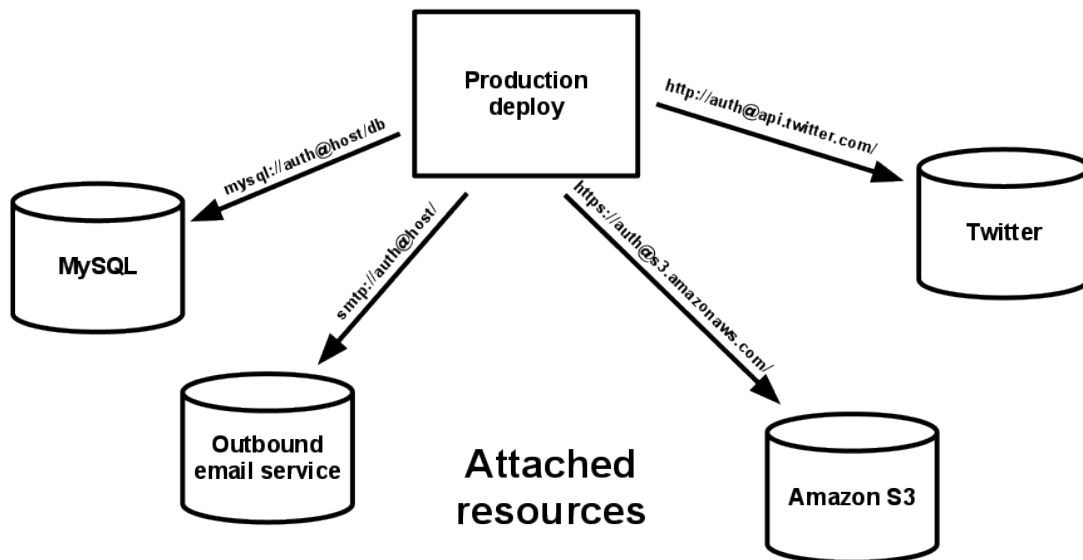 Production
deploy
mysql://auth@host/db
http://auth@api.twitter.com/
smtp://auth@host/
https://auth@s3.amazonaws.com/
MySQL
Twitter
Outbound
email service
Attached
resources
Amazon S3